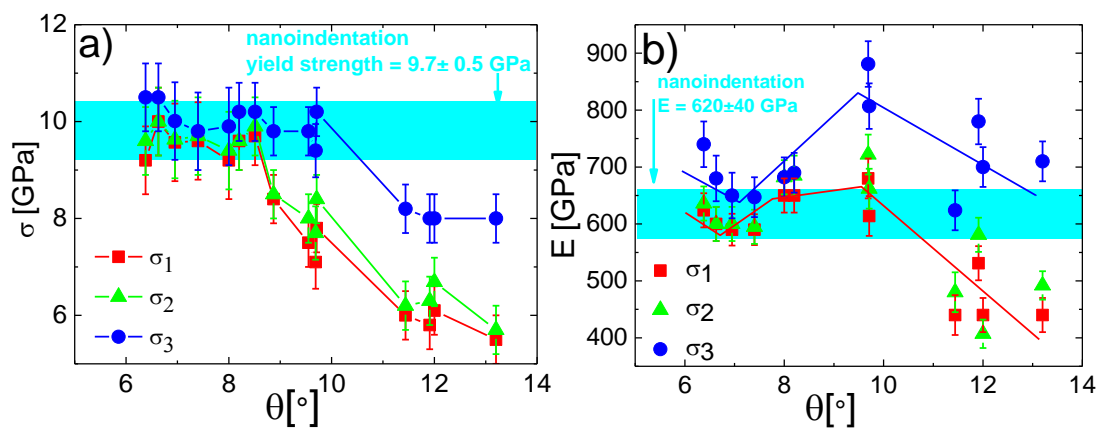 a)
nanoindentation
yield strength = 9.7± 0.5 GPa
12
10
8
6
σ [GPa]
σ1
σ2
σ3
6 8 10 12 14
θ[°]
b)
nanoindentation
E = 620±40 GPa
900
800
700
600
500
400
E [GPa]
σ1
σ2
σ3
6 8 10 12 14
θ[°]